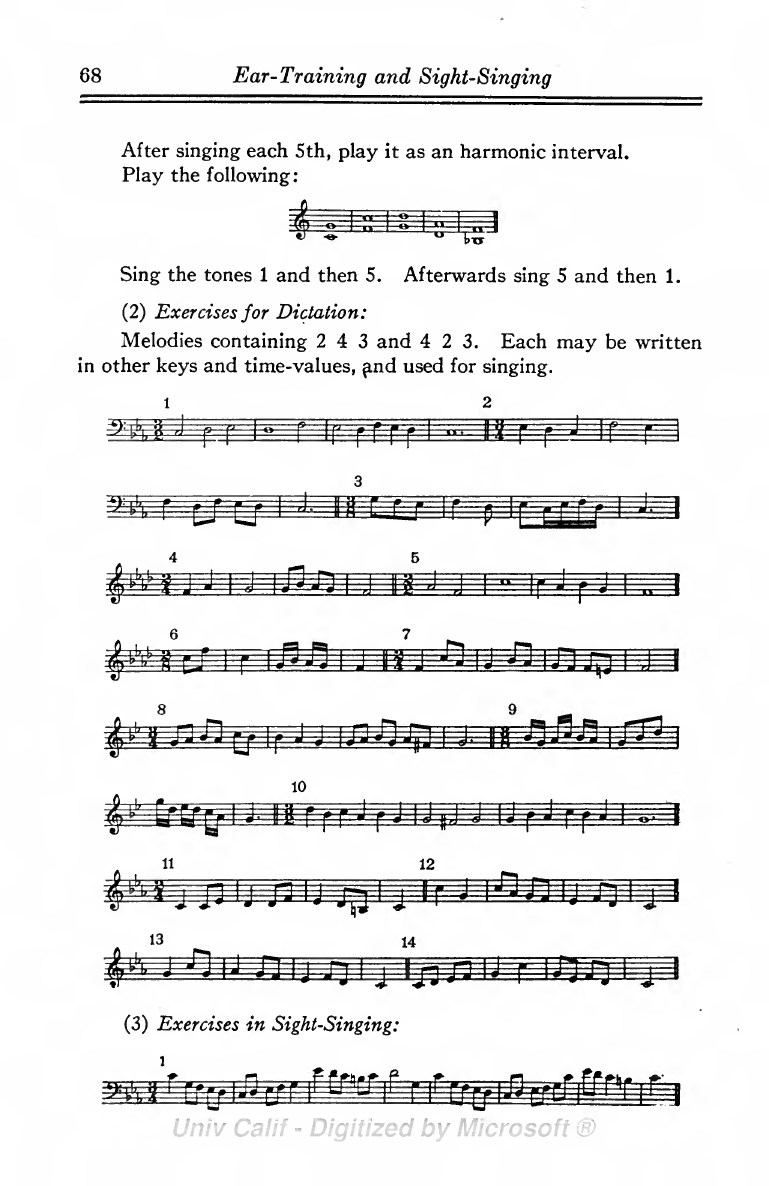 68 Ear-Training and Sight-Singing
After singing each 5th, play it as an harmonic interval.
Play the following:
Sing the tones 1 and then 5. Afterwards sing 5 and then 1.
(2) Exercises for Dictation:
Melodies containing 2 4 3 and 4 2 3. Each may be written
in other keys and time-values, and used for singing.
1 2
3
4 5
6 7
8 9
10
11 12
13 14
(3) Exercises in Sight-Singing:
1
Univ Calif - Digitized by Microsoft ®